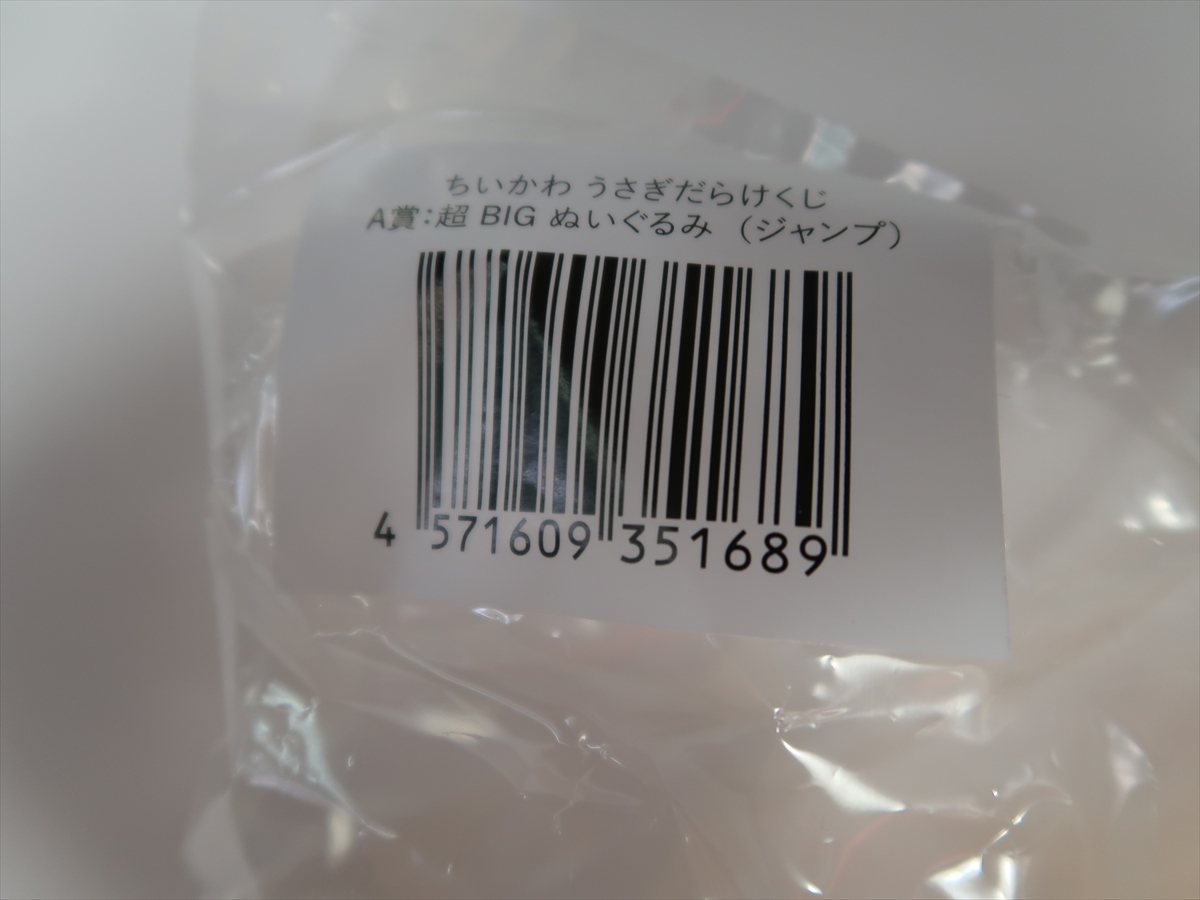 ちいかわ うさぎだらけくじ
A賞:超 BIG ぬいぐるみ (ジャンプ)
4 571609 351689